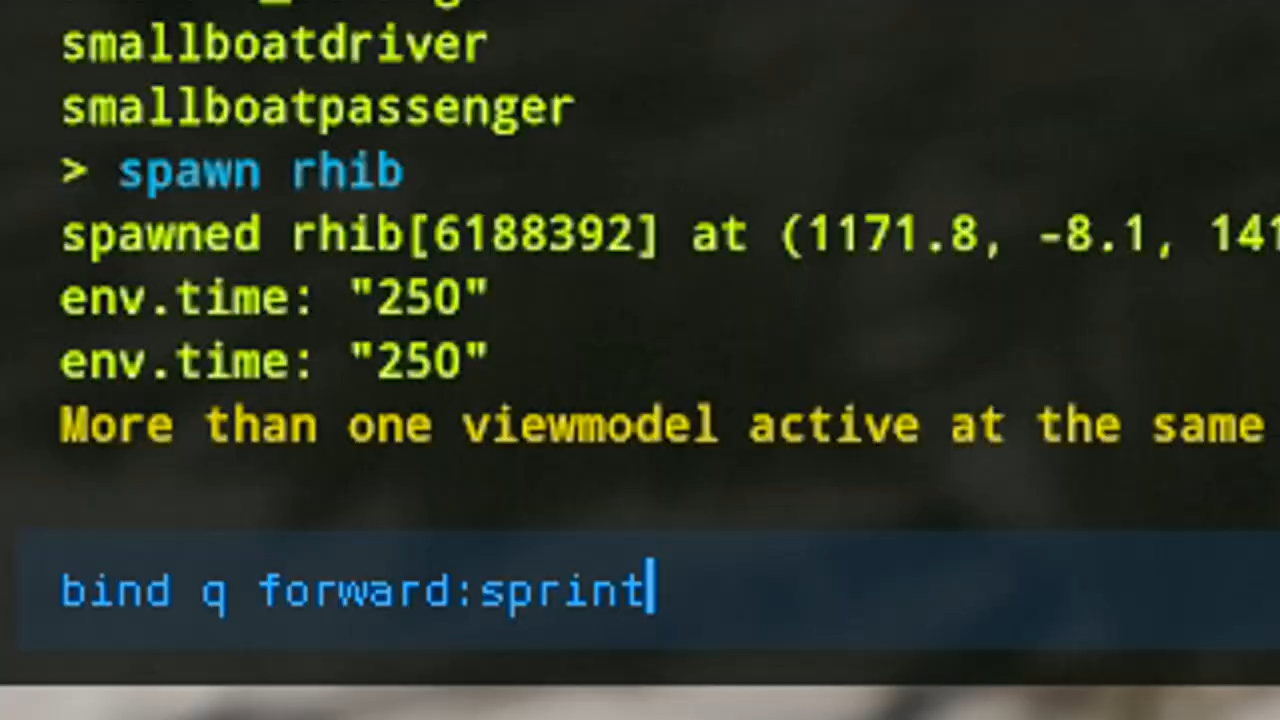 smallboatdriver
smallboatpassenger
> spawn rhib
spawned rhib[6188392] at (1171.8, -8.1, 141
env.time: "250"
env.time: "250"
More than one viewmodel active at the same
bind q forward:sprint